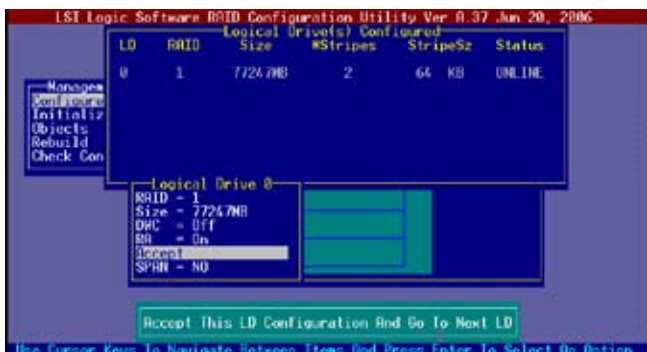 LSI Logic Software RAID Configuration Utility Ver A.37 Jun 20, 2006
Logical Drive(s) Configured
LD RAID Size #Stripes StripeSz Status
0 1 77247MB 2 64 KB ONLINE
Managem
Configure
Initializ
Objects
Rebuild
Check Con
Logical Drive 0
RAID = 1
Size = 77247MB
DWC = Off
RA = On
Accept
SPAN = NO
Accept This LD Configuration And Go To Next LD
Use Cursor Keys To Navigate Between Items And Press Enter To Select An Option